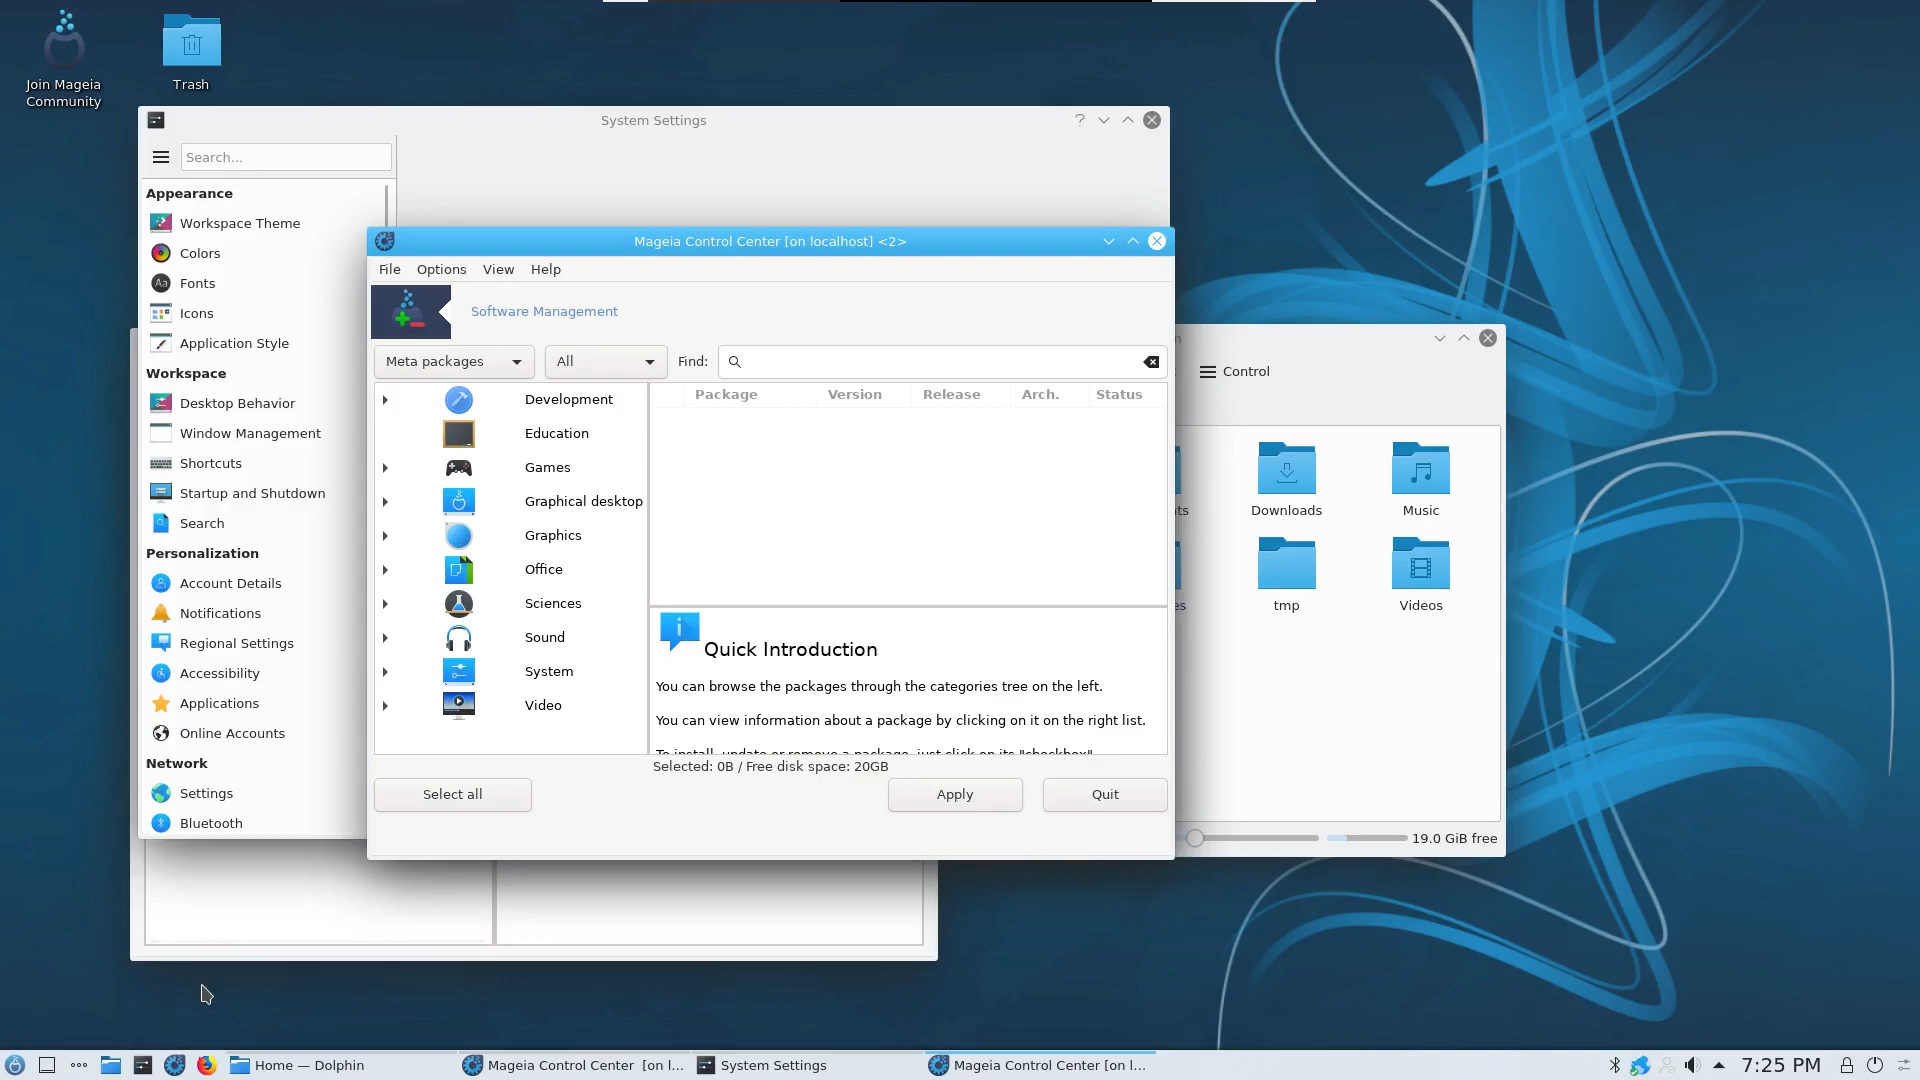 Join Mageia
Community
Trash
System Settings
Search...
Appearance
Workspace Theme
Colors
Fonts
Icons
Application Style
Workspace
Desktop Behavior
Window Management
Shortcuts
Startup and Shutdown
Search
Personalization
Account Details
Notifications
Regional Settings
Accessibility
Applications
Online Accounts
Network
Settings
Bluetooth
Mageia Control Center [on localhost] <2>
File Options View Help
Software Management
Meta packages All Find:
Development
Education
Games
Graphical desktop
Graphics
Office
Sciences
Sound
System
Video
Package Version Release Arch. Status
Quick Introduction
You can browse the packages through the categories tree on the left.
You can view information about a package by clicking on it on the right list.
To install, update or remove a package, just click on its "checkbox".
Selected: 0B / Free disk space: 20GB
Select all Apply Quit
Control
Downloads Music
tmp Videos
19.0 GiB free
Home — Dolphin
Mageia Control Center [on l...
System Settings
Mageia Control Center [on l...
7:25 PM